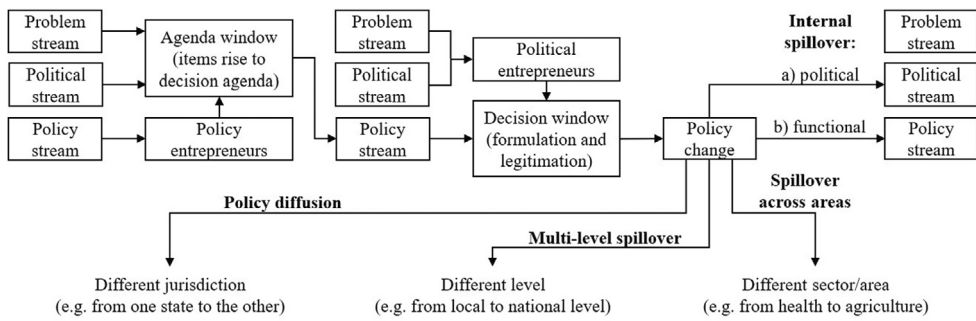 Problem
stream
Political
stream
Policy
stream
Agenda window
(items rise to
decision agenda)
Policy
entrepreneurs
Problem
stream
Political
stream
Policy
stream
Political
entrepreneurs
Decision window
(formulation and
legitimation)
Policy
change
Internal
spillover:
a) political
b) functional
Problem
stream
Political
stream
Policy
stream
Policy diffusion
Multi-level spillover
Spillover
across areas
Different jurisdiction
(e.g. from one state to the other)
Different level
(e.g. from local to national level)
Different sector/area
(e.g. from health to agriculture)